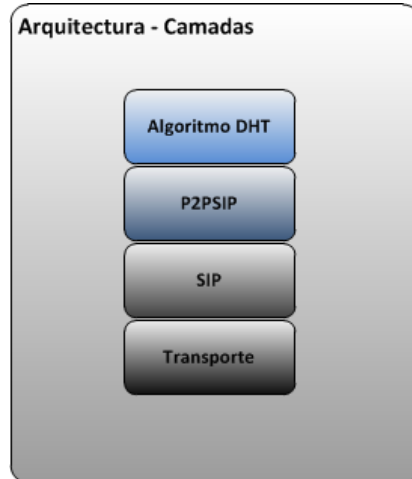 Arquitectura - Camadas
Algoritmo DHT
P2PSIP
SIP
Transporte